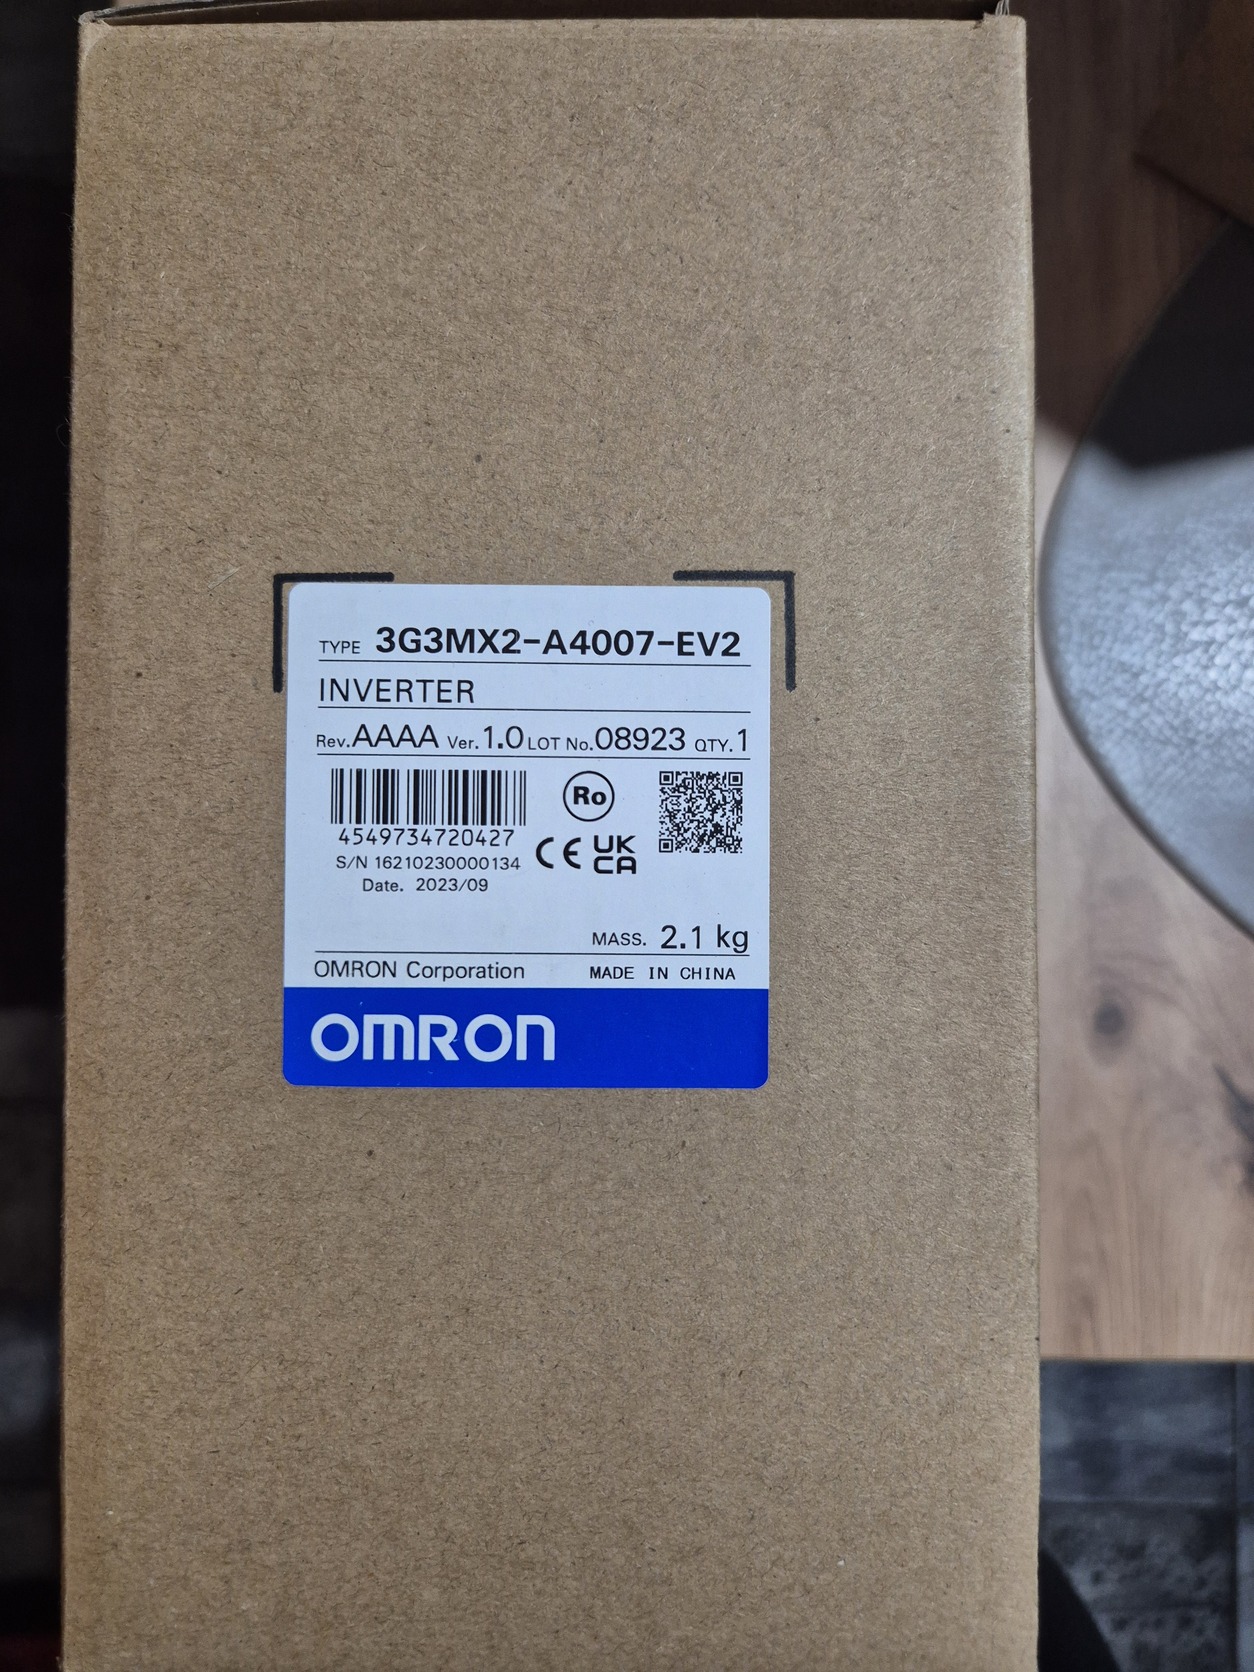 TYPE 3G3MX2-A4007-EV2
INVERTER
Rev.AAAA Ver.1.0 LOT No.08923 QTY.1
Ro
4549734720427
CE UK CA
S/N 16210230000134
Date. 2023/09
MASS. 2.1 kg
OMRON Corporation MADE IN CHINA
OMRON